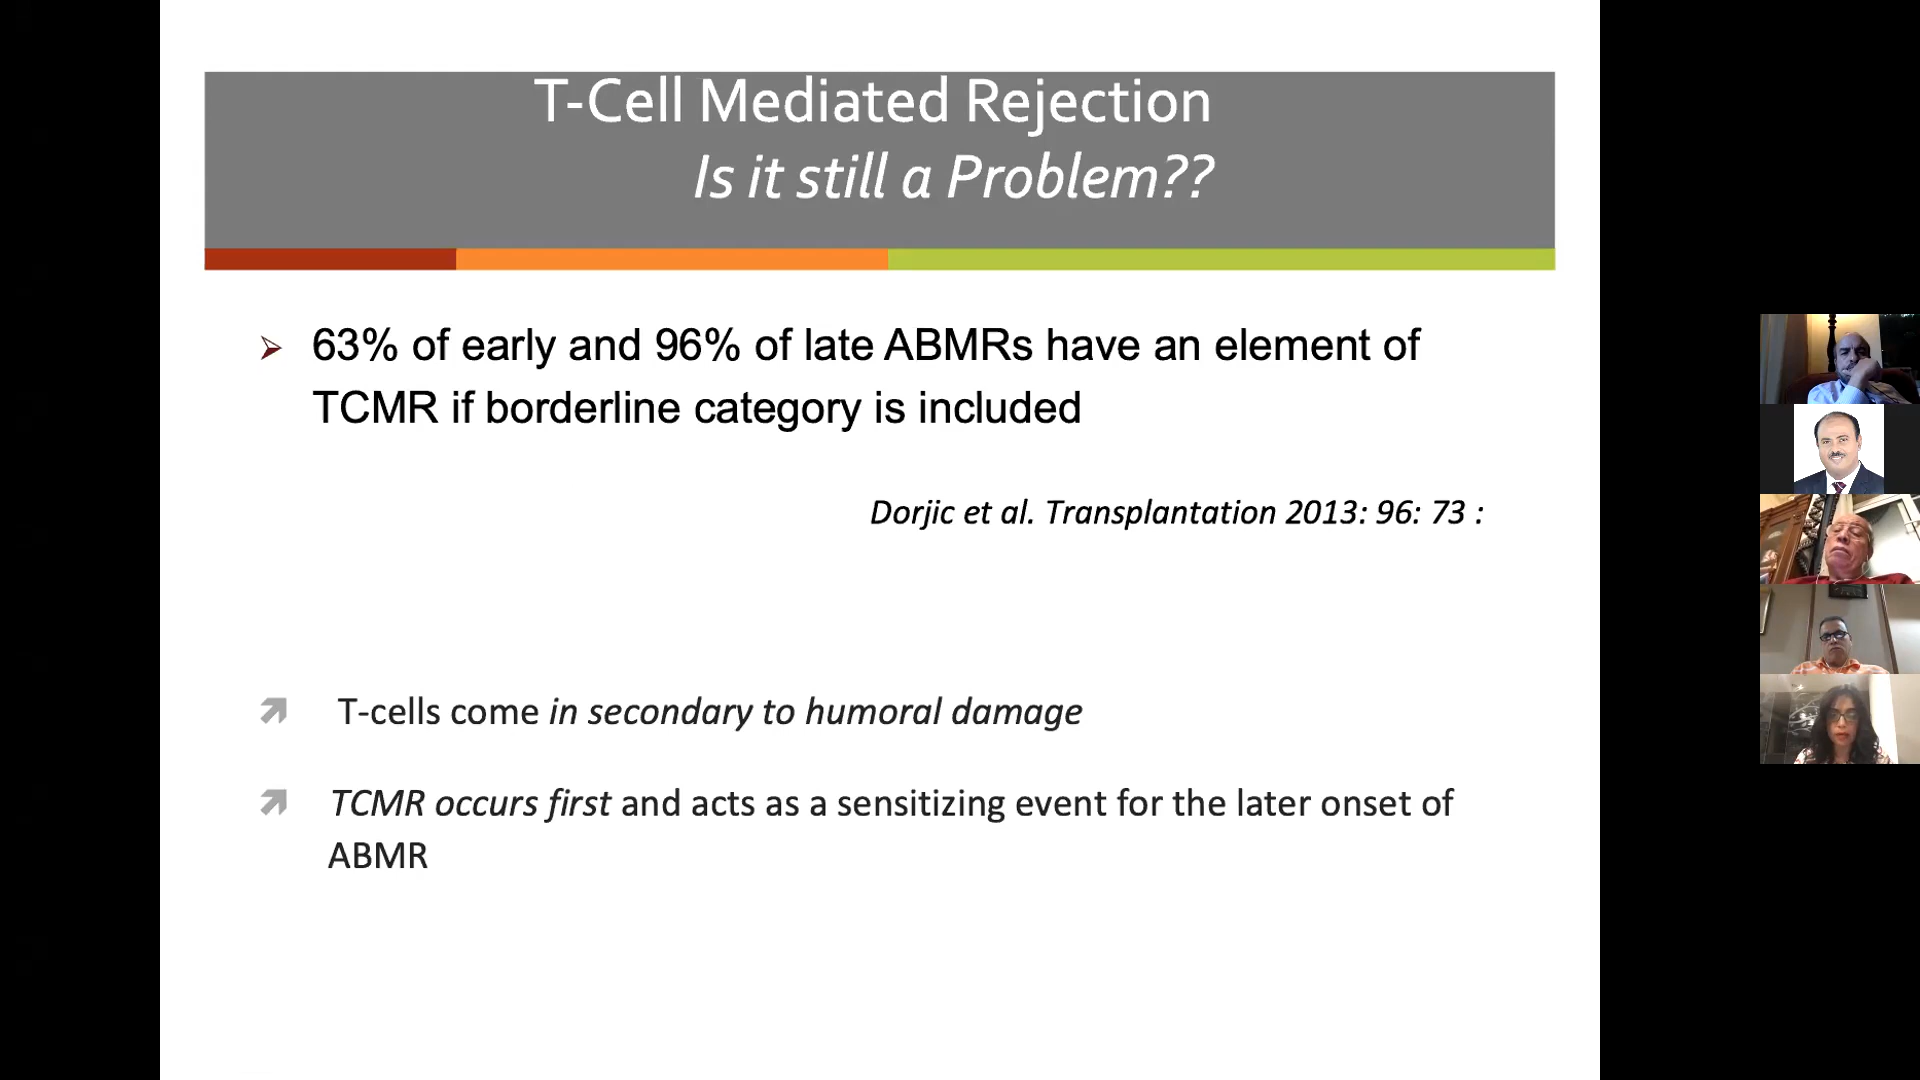 T-Cell Mediated Rejection
Is it still a Problem??
63% of early and 96% of late ABMRs have an element of
TCMR if borderline category is included
Dorjic et al. Transplantation 2013: 96: 73 :
T-cells come in secondary to humoral damage
TCMR occurs first and acts as a sensitizing event for the later onset of
ABMR